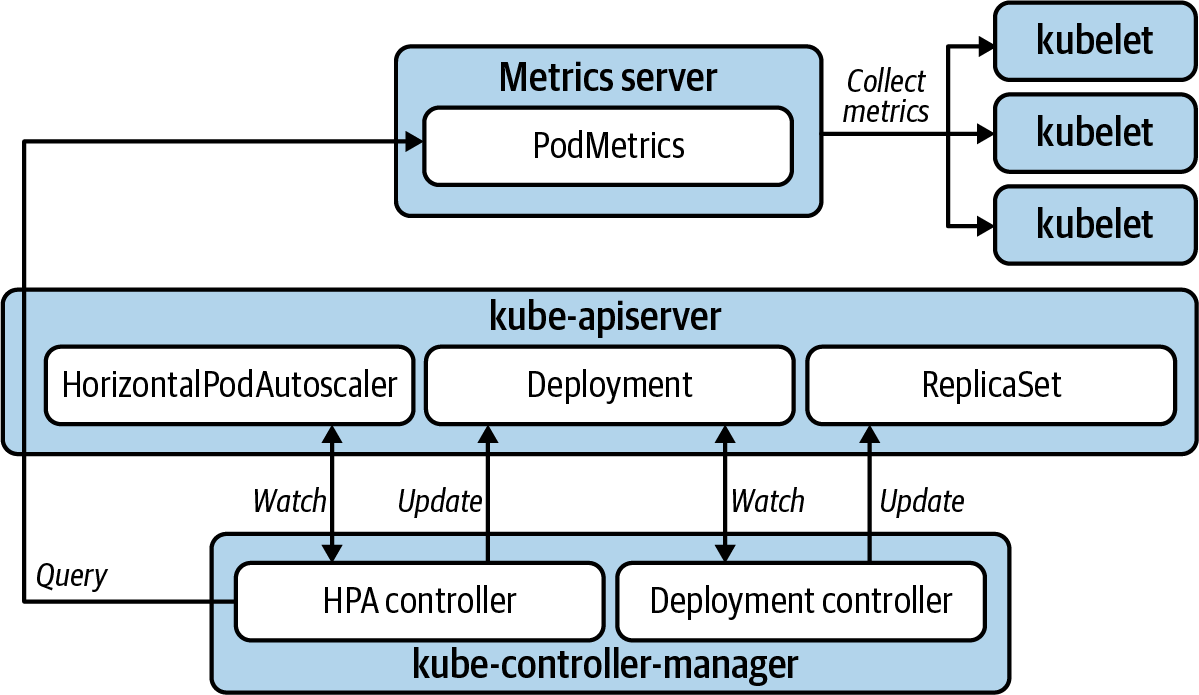 kubelet
Metrics server
Collect
metrics
kubelet
PodMetrics
kubelet
kube-apiserver
HorizontalPodAutoscaler
Deployment
ReplicaSet
Watch
Update
Watch
Update
Query
HPA controller
Deployment controller
kube-controller-manager